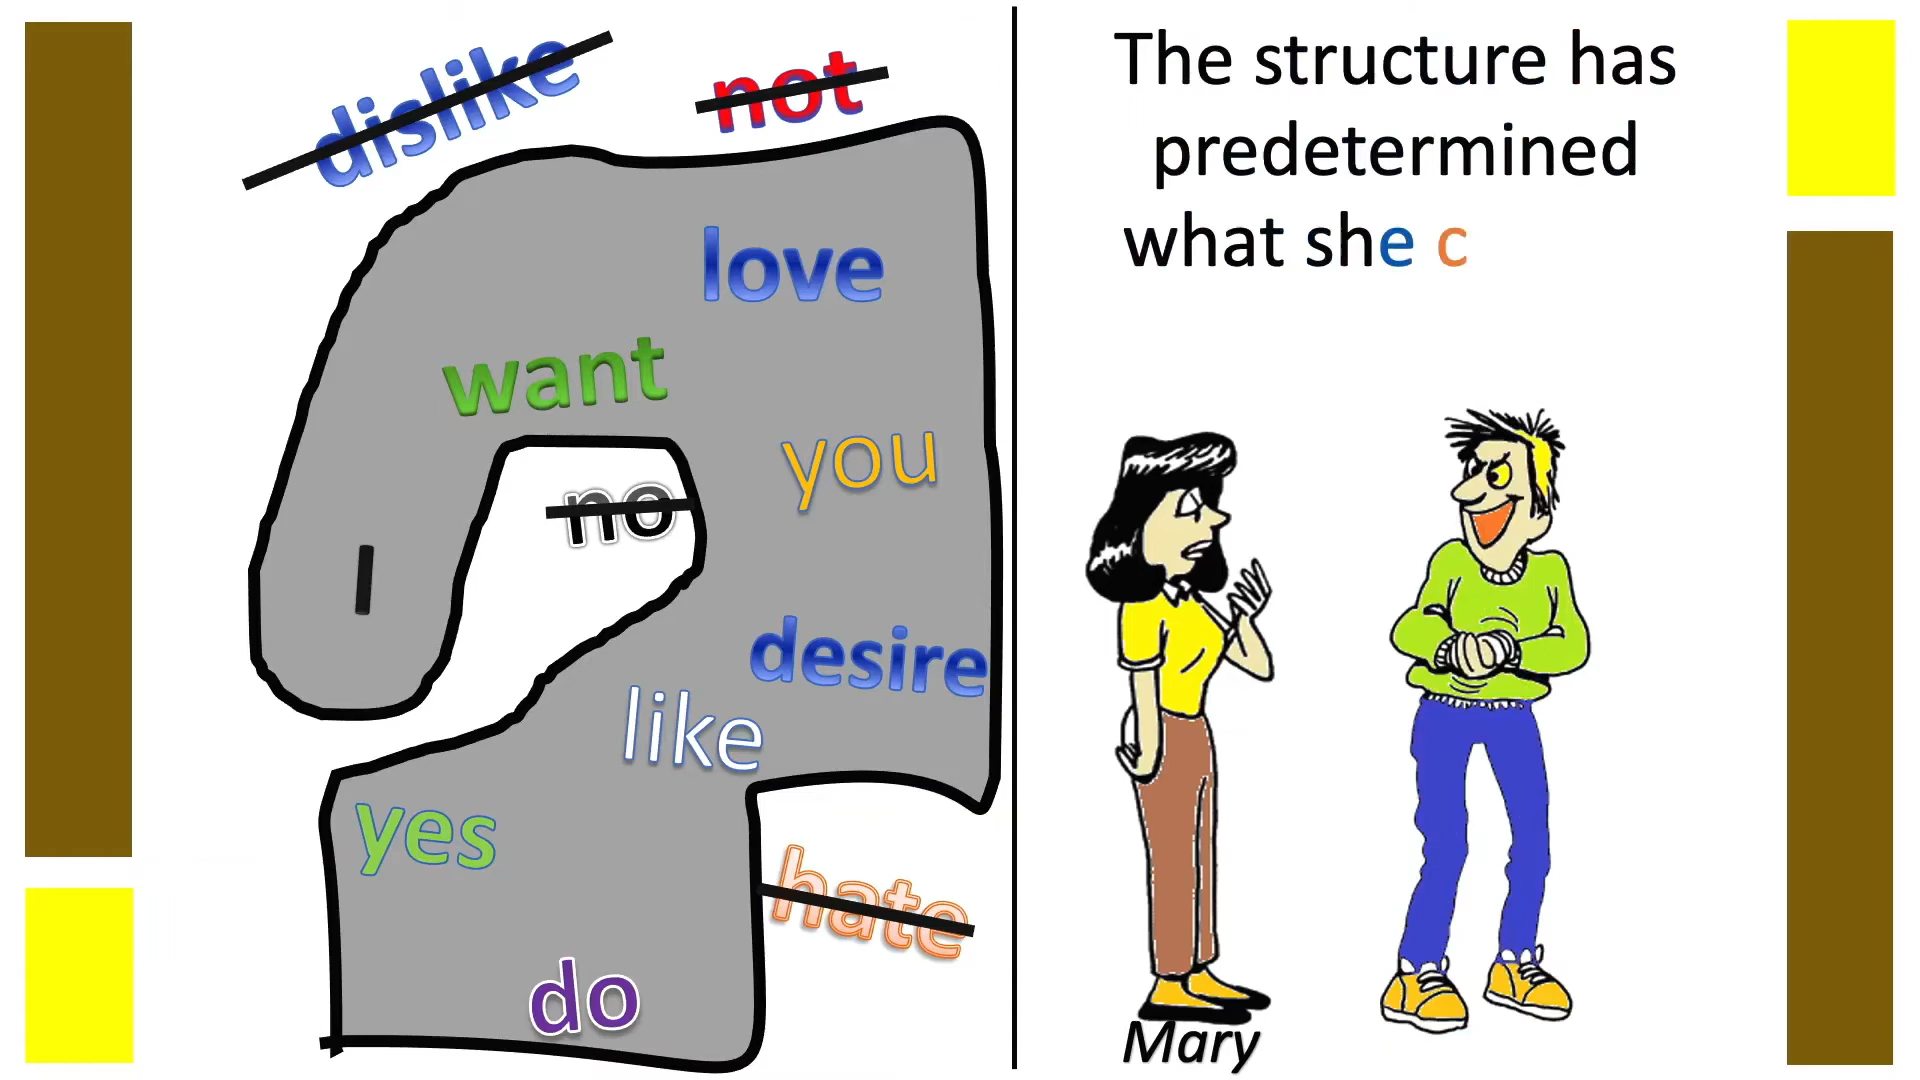 dislike
not
love
want
you
no
I
desire
like
yes
hate
do
The structure has
predetermined
what she c
Mary